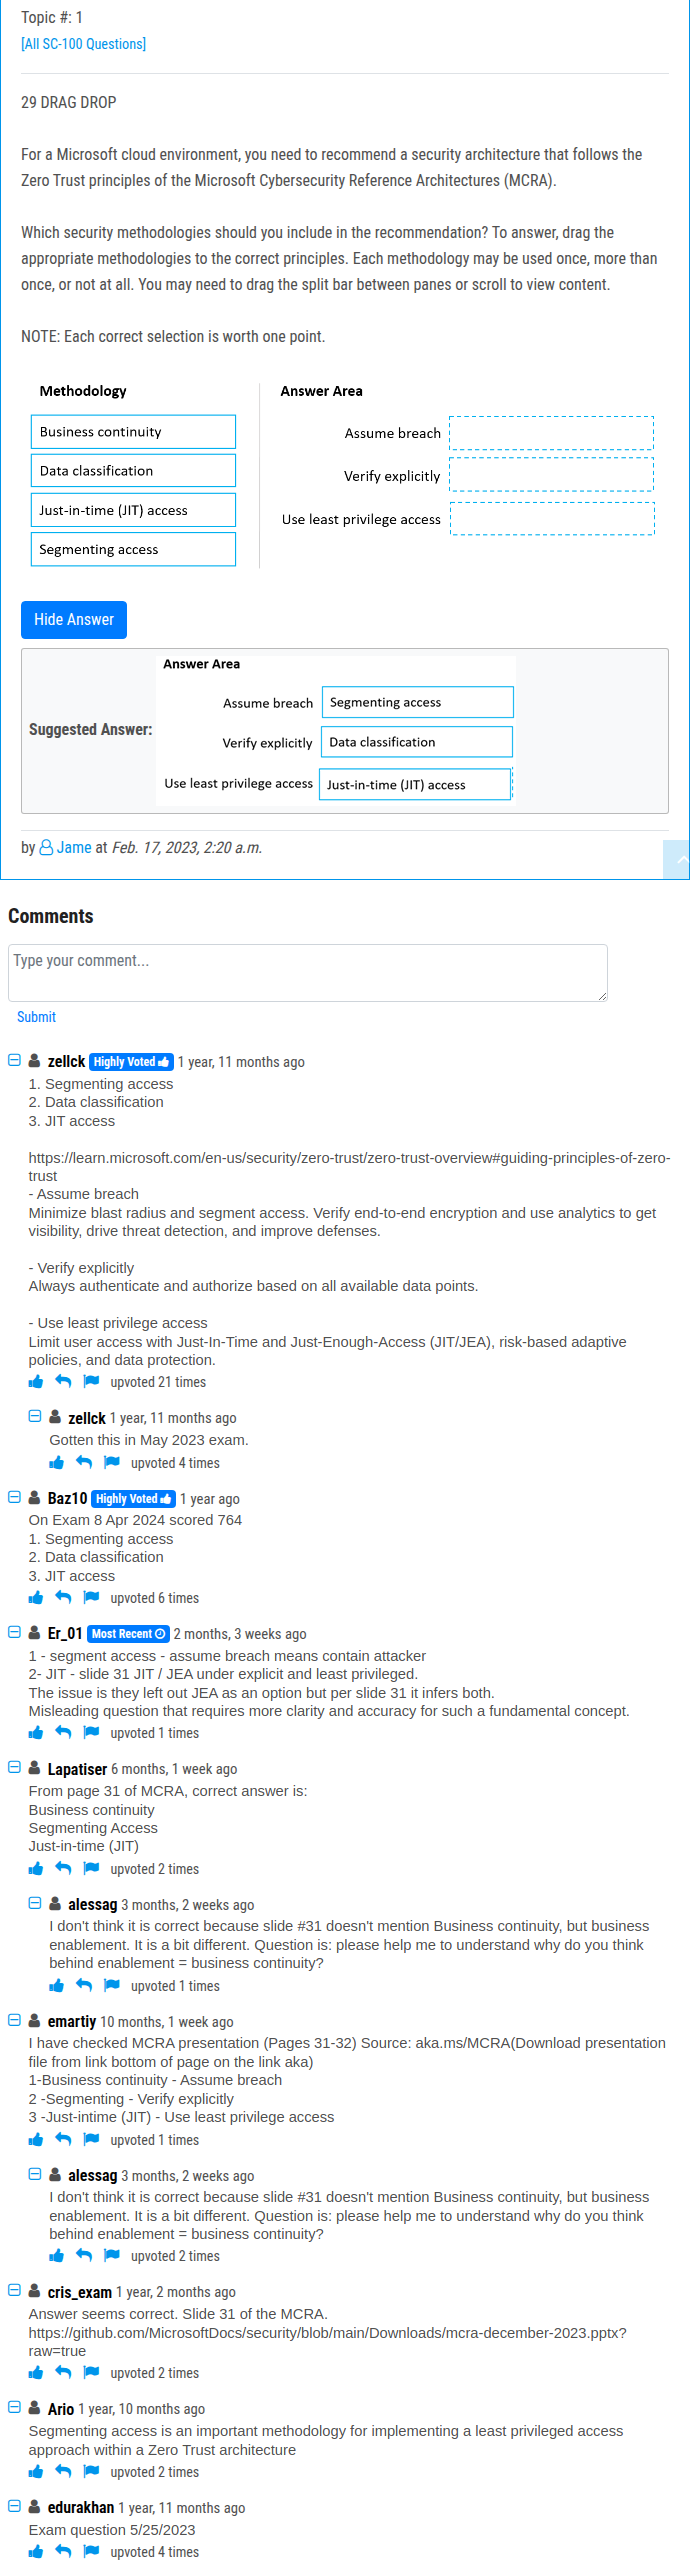 Topic #: 1
[All SC-100 Questions]
29 DRAG DROP
For a Microsoft cloud environment, you need to recommend a security architecture that follows the
Zero Trust principles of the Microsoft Cybersecurity Reference Architectures (MCRA).
Which security methodologies should you include in the recommendation? To answer, drag the
appropriate methodologies to the correct principles. Each methodology may be used once, more than
once, or not at all. You may need to drag the split bar between panes or scroll to view content.
NOTE: Each correct selection is worth one point.
Methodology
Business continuity
Data classification
Just-in-time (JIT) access
Segmenting access
Answer Area
Assume breach
Verify explicitly
Use least privilege access
Hide Answer
Suggested Answer:
Answer Area
Assume breach Segmenting access
Verify explicitly Data classification
Use least privilege access Just-in-time (JIT) access
by Jame at Feb. 17, 2023, 2:20 a.m.
Comments
Type your comment...
Submit
zellck Highly Voted 1 year, 11 months ago
1. Segmenting access
2. Data classification
3. JIT access
https://learn.microsoft.com/en-us/security/zero-trust/zero-trust-overview#guiding-principles-of-zero-
trust
- Assume breach
Minimize blast radius and segment access. Verify end-to-end encryption and use analytics to get
visibility, drive threat detection, and improve defenses.
- Verify explicitly
Always authenticate and authorize based on all available data points.
- Use least privilege access
Limit user access with Just-In-Time and Just-Enough-Access (JIT/JEA), risk-based adaptive
policies, and data protection.
upvoted 21 times
zellck 1 year, 11 months ago
Gotten this in May 2023 exam.
upvoted 4 times
Baz10 Highly Voted 1 year ago
On Exam 8 Apr 2024 scored 764
1. Segmenting access
2. Data classification
3. JIT access
upvoted 6 times
Er_01 Most Recent 2 months, 3 weeks ago
1 - segment access - assume breach means contain attacker
2- JIT - slide 31 JIT / JEA under explicit and least privileged.
The issue is they left out JEA as an option but per slide 31 it infers both.
Misleading question that requires more clarity and accuracy for such a fundamental concept.
upvoted 1 times
Lapatiser 6 months, 1 week ago
From page 31 of MCRA, correct answer is:
Business continuity
Segmenting Access
Just-in-time (JIT)
upvoted 2 times
alessag 3 months, 2 weeks ago
I don't think it is correct because slide #31 doesn't mention Business continuity, but business
enablement. It is a bit different. Question is: please help me to understand why do you think
behind enablement = business continuity?
upvoted 1 times
emartiy 10 months, 1 week ago
I have checked MCRA presentation (Pages 31-32) Source: aka.ms/MCRA(Download presentation
file from link bottom of page on the link aka)
1-Business continuity - Assume breach
2 -Segmenting - Verify explicitly
3 -Just-intime (JIT) - Use least privilege access
upvoted 1 times
alessag 3 months, 2 weeks ago
I don't think it is correct because slide #31 doesn't mention Business continuity, but business
enablement. It is a bit different. Question is: please help me to understand why do you think
behind enablement = business continuity?
upvoted 2 times
cris_exam 1 year, 2 months ago
Answer seems correct. Slide 31 of the MCRA.
https://github.com/MicrosoftDocs/security/blob/main/Downloads/mcra-december-2023.pptx?
raw=true
upvoted 2 times
Ario 1 year, 10 months ago
Segmenting access is an important methodology for implementing a least privileged access
approach within a Zero Trust architecture
upvoted 2 times
edurakhan 1 year, 11 months ago
Exam question 5/25/2023
upvoted 4 times